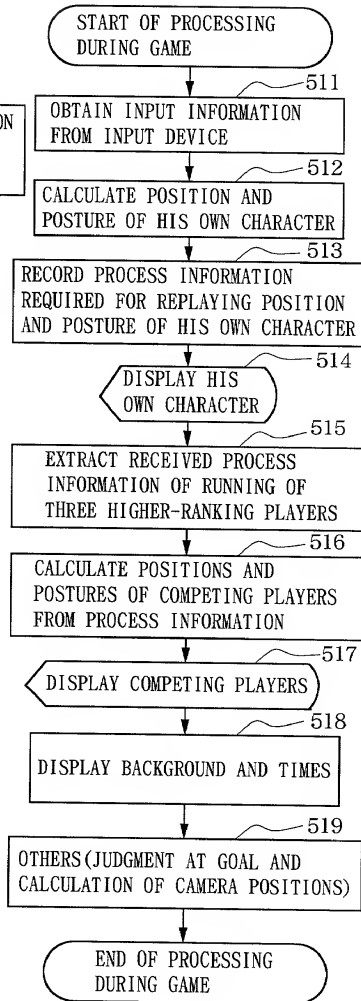 START OF PROCESSING
DURING GAME
511
ON
OBTAIN INPUT INFORMATION
FROM INPUT DEVICE
512
CALCULATE POSITION AND
POSTURE OF HIS OWN CHARACTER
513
RECORD PROCESS INFORMATION
REQUIRED FOR REPLAYING POSITION
AND POSTURE OF HIS OWN CHARACTER
514
DISPLAY HIS
OWN CHARACTER
515
EXTRACT RECEIVED PROCESS
INFORMATION OF RUNNING OF
THREE HIGHER-RANKING PLAYERS
516
CALCULATE POSITIONS AND
POSTURES OF COMPETING PLAYERS
FROM PROCESS INFORMATION
517
DISPLAY COMPETING PLAYERS
518
DISPLAY BACKGROUND AND TIMES
519
OTHERS(JUDGMENT AT GOAL AND
CALCULATION OF CAMERA POSITIONS)
END OF PROCESSING
DURING GAME